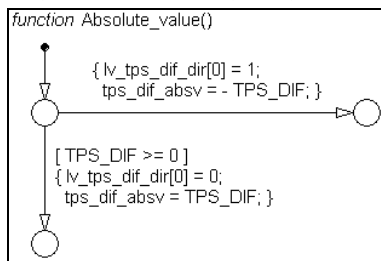 function Absolute_value()
{ lv_tps_dif_dir[0] = 1;
tps_dif_absv = - TPS_DIF; }
[ TPS_DIF >= 0 ]
{ lv_tps_dif_dir[0] = 0;
tps_dif_absv = TPS_DIF; }